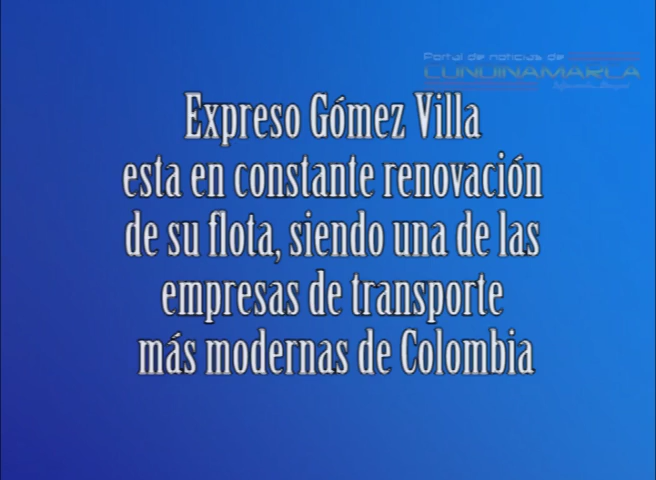 Portal de noticias de
CUNDINAMARCA
Expreso Gómez Villa
esta en constante renovación
de su flota, siendo una de las
empresas de transporte
más modernas de Colombia